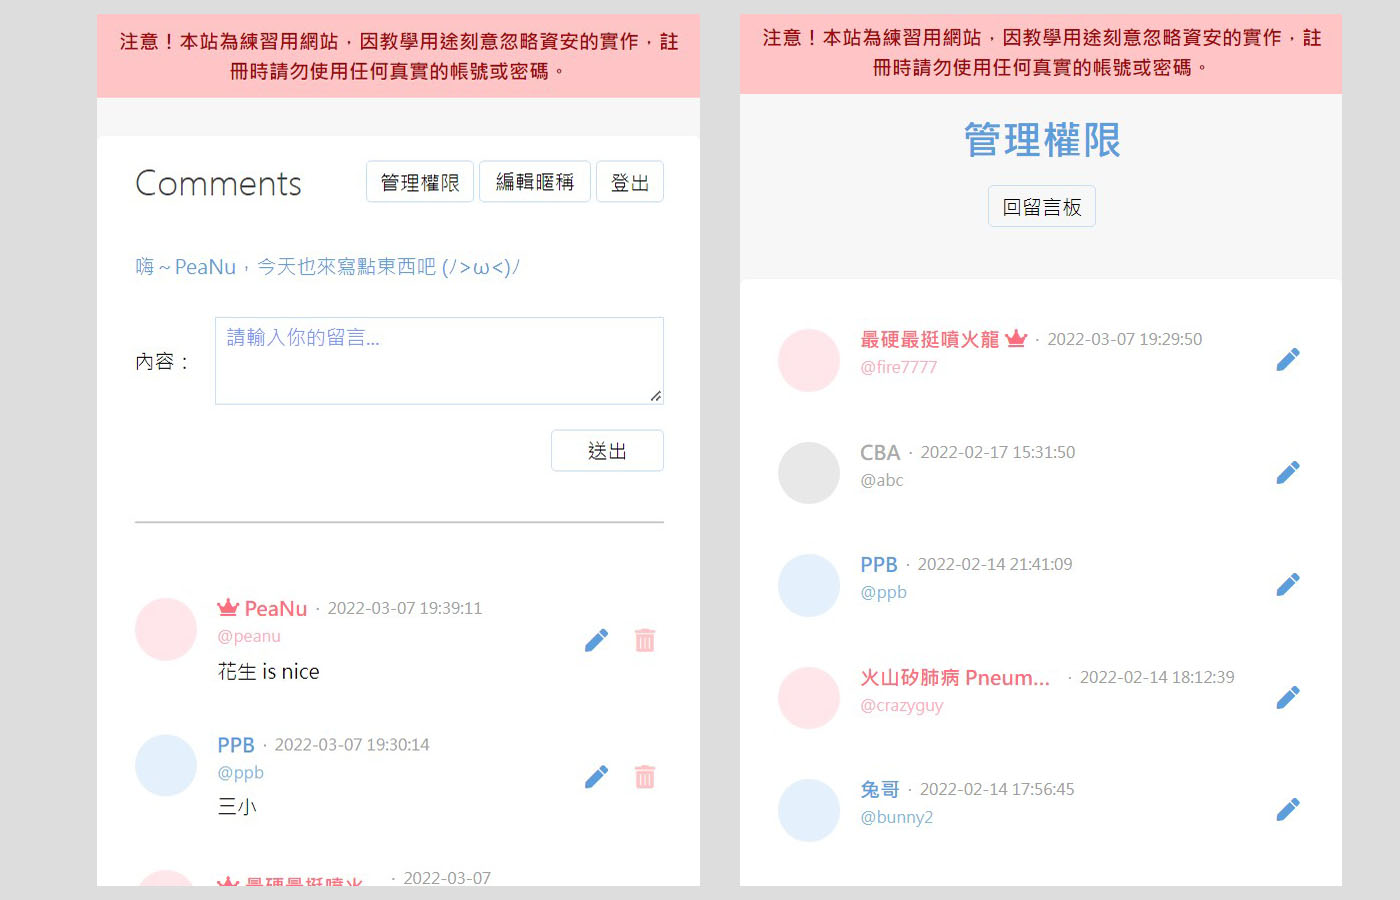 注意！本站為練習用網站，因教學用途刻意忽略資安的實作，註
冊時請勿使用任何真實的帳號或密碼。
Comments
管理權限
編輯暱稱
登出
嗨～PeaNu，今天也來寫點東西吧 (ﾉ>ω<)ﾉ
內容：
請輸入你的留言...
送出
PeaNu · 2022-03-07 19:39:11
@peanu
花生 is nice
PPB · 2022-03-07 19:30:14
@ppb
三小
最硬最挺噴火... · 2022-03-07
注意！本站為練習用網站，因教學用途刻意忽略資安的實作，註
冊時請勿使用任何真實的帳號或密碼。
管理權限
回留言板
最硬最挺噴火龍 · 2022-03-07 19:29:50
@fire7777
CBA · 2022-02-17 15:31:50
@abc
PPB · 2022-02-14 21:41:09
@ppb
火山矽肺病 Pneum... · 2022-02-14 18:12:39
@crazyguy
兔哥 · 2022-02-14 17:56:45
@bunny2